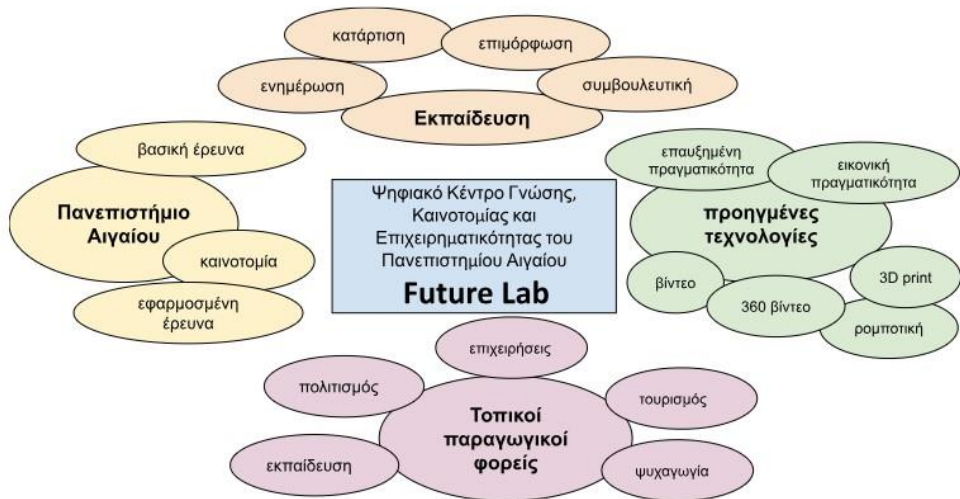 κατάρτιση
επιμόρφωση
ενημέρωση
συμβουλευτική
Εκπαίδευση
βασική έρευνα
Πανεπιστήμιο
Αιγαίου
καινοτομία
εφαρμοσμένη
έρευνα
Ψηφιακό Κέντρο Γνώσης,
Καινοτομίας και
Επιχειρηματικότητας του
Πανεπιστημίου Αιγαίου
Future Lab
επαυξημένη
πραγματικότητα
εικονική
πραγματικότητα
προηγμένες
τεχνολογίες
βίντεο
360 βίντεο
3D print
ρομποτική
επιχειρήσεις
πολιτισμός
τουρισμός
Τοπικοί
παραγωγικοί
φορείς
εκπαίδευση
ψυχαγωγία